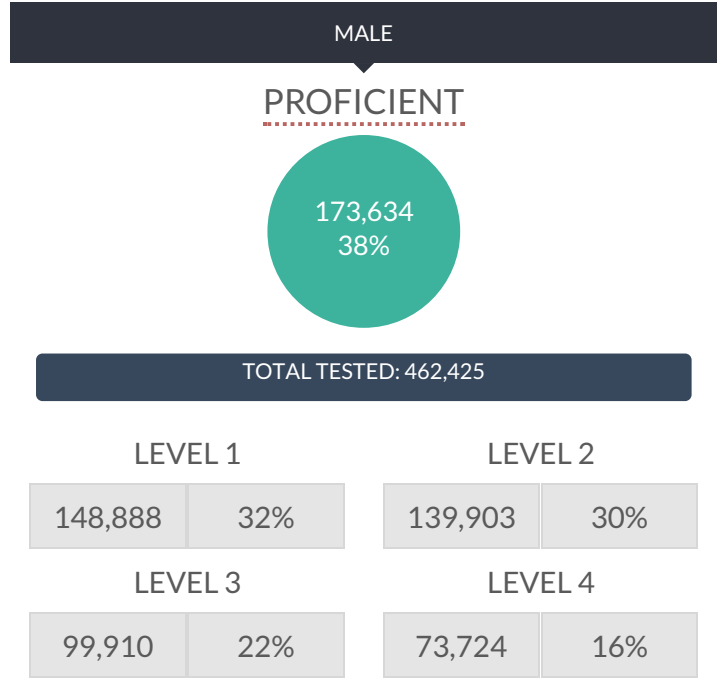 MALE
PROFICIENT
173,634
38%
TOTAL TESTED: 462,425
LEVEL 1
148,888 32%
LEVEL 2
139,903 30%
LEVEL 3
99,910 22%
LEVEL 4
73,724 16%